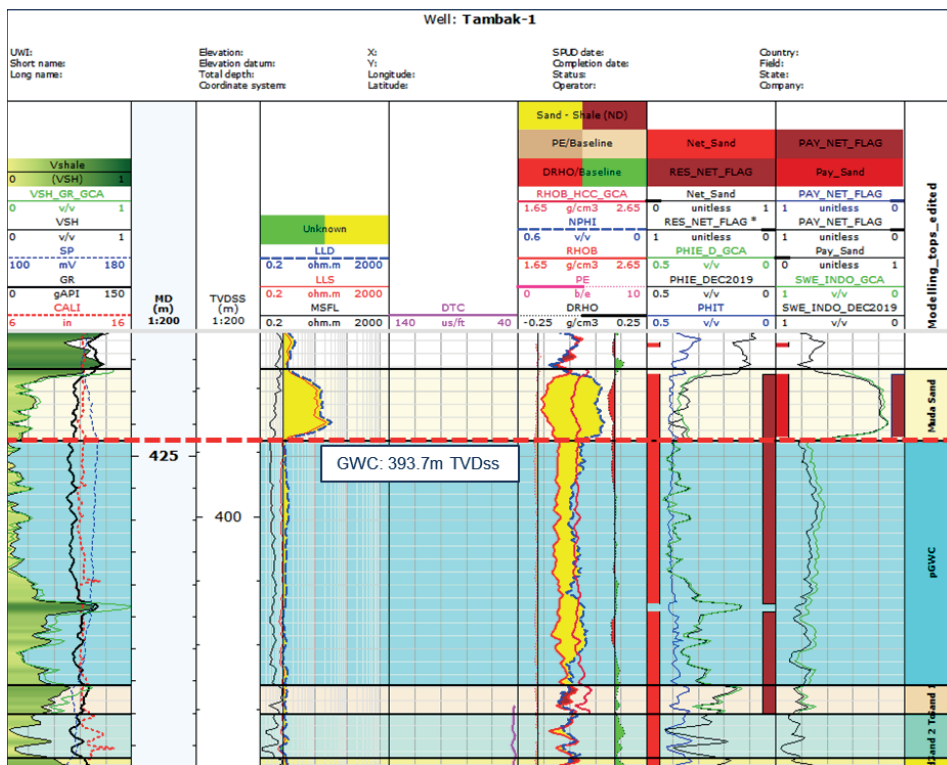 Well: Tambak-1
UWI:
Short name:
Long name:
Elevation:
Elevation datum:
Total depth:
Coordinate system:
X:
Y:
Longitude:
Latitude:
SPUD date:
Completion date:
Status:
Operator:
Country:
Field:
State:
Company:
Vshale
0 (VSH) 1
VSH_GR_GCA
0 v/v 1
VSH
0 v/v 1
SP
100 mV 180
GR
0 gAPI 150
CALI
6 in 16
MD
(m)
1:200
TVDSS
(m)
1:200
Unknown
LLD
0.2 ohm.m 2000
LLS
0.2 ohm.m 2000
MSFL
0.2 ohm.m 2000
DTC
140 us/ft 40
Sand - Shale (ND)
PE/Baseline
DRHO/Baseline
RHOB_HCC_GCA
1.65 g/cm3 2.65
NPHI
0.6 v/v 0
RHOB
1.65 g/cm3 2.65
PE
0 b/e 10
DRHO
-0.25 g/cm3 0.25
Net_Sand
RES_NET_FLAG
Net_Sand
0 unitless 1
RES_NET_FLAG *
1 unitless 0
PHIE_D_GCA
0.5 v/v 0
PHIE_DEC2019
0.5 v/v 0
PHIT
0.5 v/v 0
PAY_NET_FLAG
Pay_Sand
PAY_NET_FLAG
1 unitless 0
PAY_NET_FLAG
1 unitless 0
Pay_Sand
0 unitless 1
SWE_INDO_GCA
1 v/v 0
SWE_INDO_DEC2019
1 v/v 0
Modelling_tops_edited
Muda Sand
425
GWC: 393.7m TVDss
400
pGWC
Sand 1
and 2 To